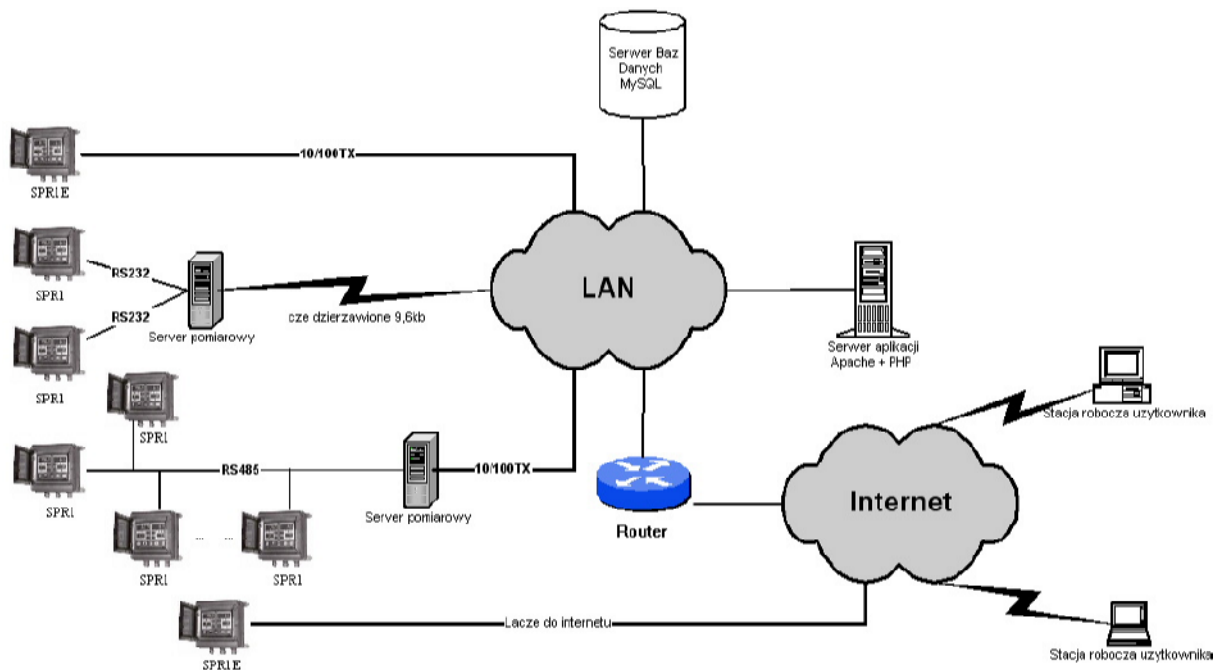 Serwer Baz
Danych
MySQL
10/100TX
SPR1E
RS232
SPR1
LAN
RS232
cze dzierzawione 9,6kb
Server pomiarowy
Serwer aplikacji
Apache + PHP
SPR1
SPR1
Stacja robocza uzytkownika
RS485
10/100TX
SPR1
Server pomiarowy
Internet
Router
... ...
SPR1
SPR1
Lacze do internetu
SPR1E
Stacja robocza uzytkownika